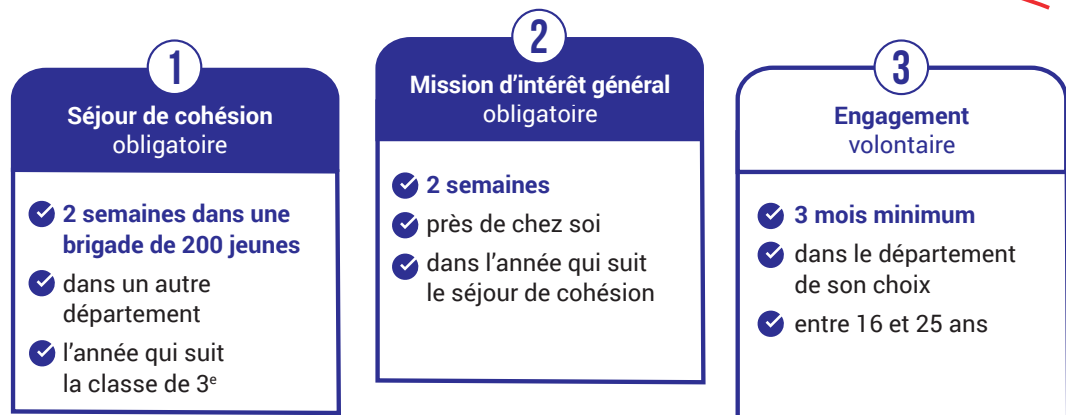 1
Séjour de cohésion
obligatoire
2 semaines dans une
brigade de 200 jeunes
dans un autre
département
l'année qui suit
la classe de 3e
2
Mission d'intérêt général
obligatoire
2 semaines
près de chez soi
dans l'année qui suit
le séjour de cohésion
3
Engagement
volontaire
3 mois minimum
dans le département
de son choix
entre 16 et 25 ans